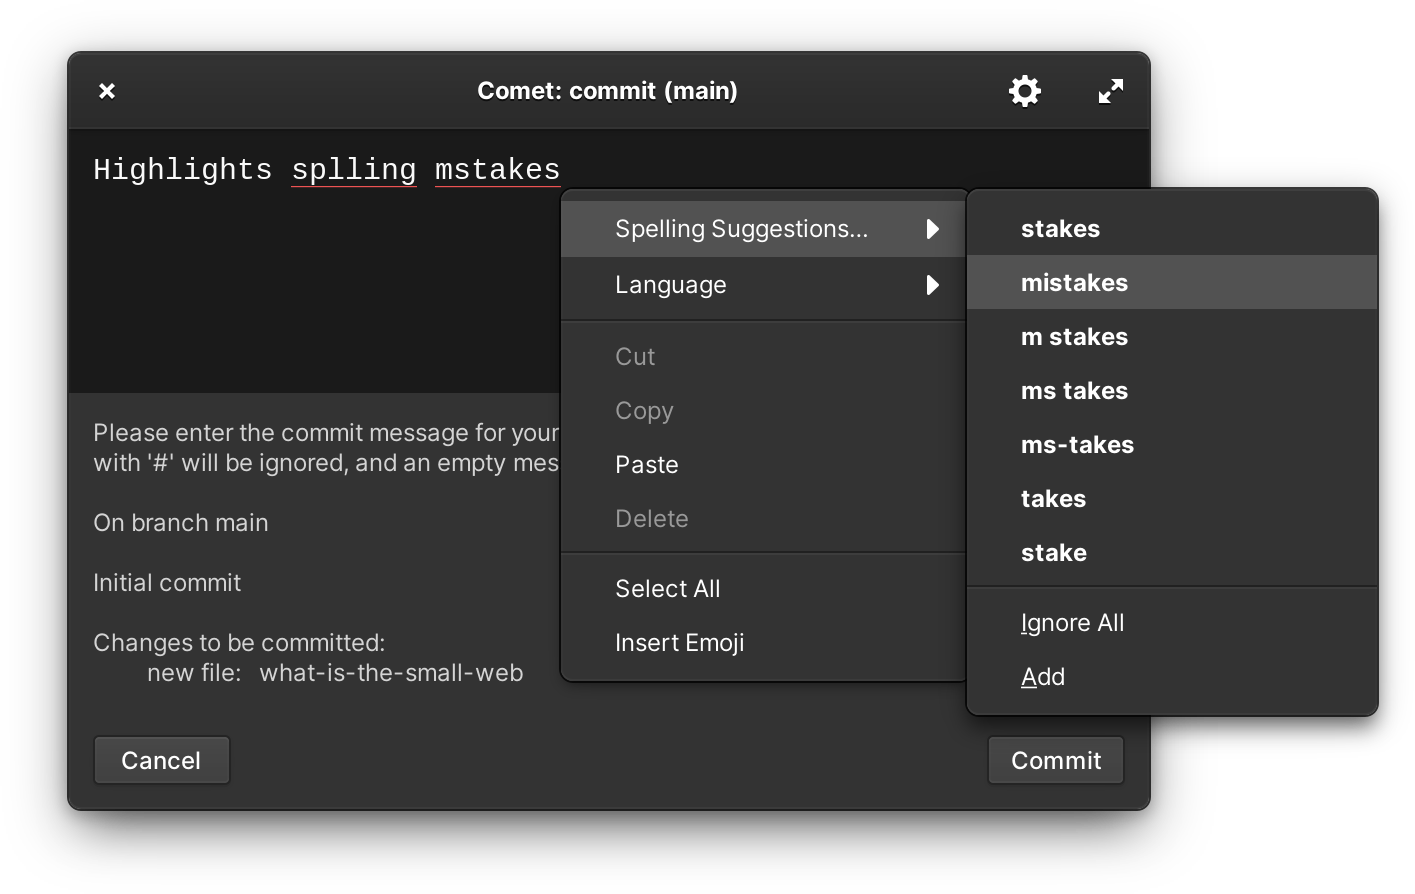 Comet: commit (main)
Highlights splling mstakes
Spelling Suggestions...
Language
Cut
Copy
Paste
Delete
Select All
Insert Emoji
stakes
mistakes
m stakes
ms takes
ms-takes
takes
stake
Ignore All
Add
Please enter the commit message for your
with '#' will be ignored, and an empty mes
On branch main
Initial commit
Changes to be committed:
new file: what-is-the-small-web
Cancel
Commit